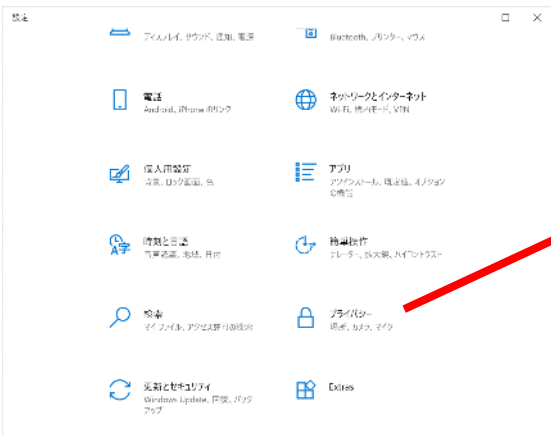 設定
ディスプレイ、サウンド、通知、電源
Bluetooth、プリンター、マウス
電話
Android、iPhone のリンク
ネットワークとインターネット
Wi-Fi、機内モード、VPN
個人用設定
背景、ロック画面、色
アプリ
アンインストール、既定値、オプション
の機能
時刻と言語
音声認識、地域、日付
簡単操作
ナレーター、拡大鏡、ハイコントラスト
検索
マイ ファイル、アクセス許可の検索
プライバシー
場所、カメラ、マイク
更新とセキュリティ
Windows Update、回復、バック
アップ
Extras